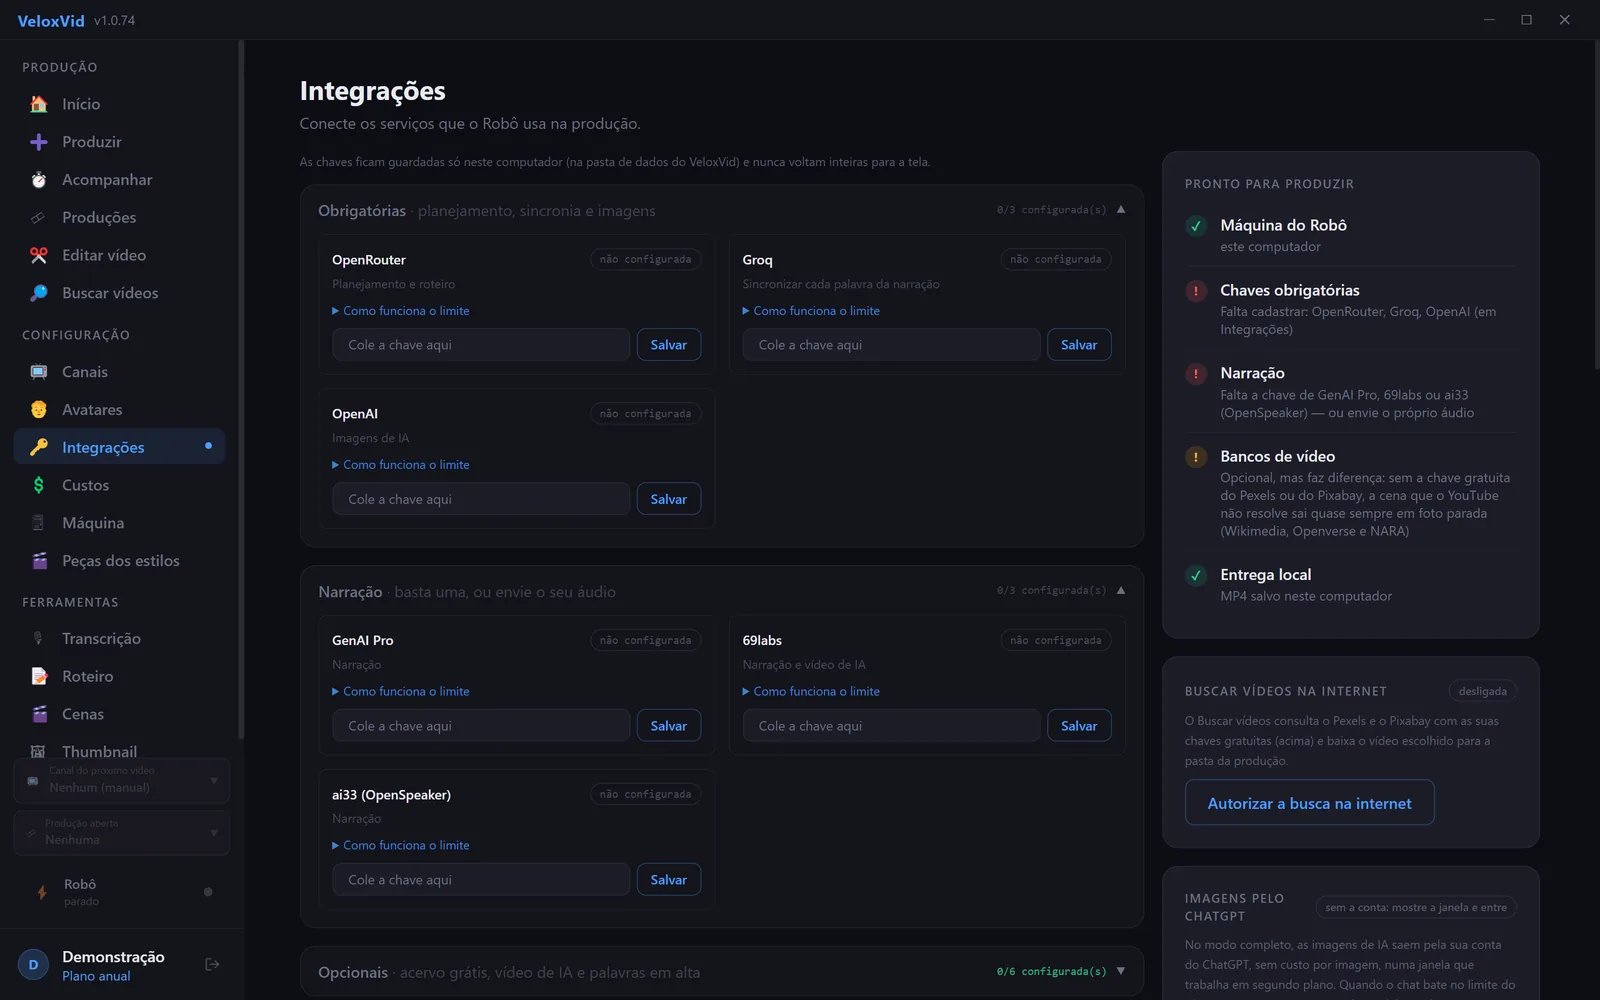 VeloxVid v1.0.74
PRODUÇÃO
Início
Produzir
Acompanhar
Produções
Editar vídeo
Buscar vídeos
CONFIGURAÇÃO
Canais
Avatares
Integrações
Custos
Máquina
Peças dos estilos
FERRAMENTAS
Transcrição
Roteiro
Cenas
Thumbnail
Canal do próximo vídeo
Nenhum (manual)
Produção aberta
Nenhuma
Robô
parado
D
Demonstração
Plano anual
Integrações
Conecte os serviços que o Robô usa na produção.
As chaves ficam guardadas só neste computador (na pasta de dados do VeloxVid) e nunca voltam inteiras para a tela.
Obrigatórias · planejamento, sincronia e imagens
0/3 configurada(s)
OpenRouter
não configurada
Planejamento e roteiro
Como funciona o limite
Cole a chave aqui
Salvar
Groq
não configurada
Sincronizar cada palavra da narração
Como funciona o limite
Cole a chave aqui
Salvar
OpenAI
não configurada
Imagens de IA
Como funciona o limite
Cole a chave aqui
Salvar
Narração · basta uma, ou envie o seu áudio
0/3 configurada(s)
GenAI Pro
não configurada
Narração
Como funciona o limite
Cole a chave aqui
Salvar
69labs
não configurada
Narração e vídeo de IA
Como funciona o limite
Cole a chave aqui
Salvar
ai33 (OpenSpeaker)
não configurada
Narração
Como funciona o limite
Cole a chave aqui
Salvar
Opcionais · acervo grátis, vídeo de IA e palavras em alta
0/6 configurada(s)
PRONTO PARA PRODUZIR
Máquina do Robô
este computador
Chaves obrigatórias
Falta cadastrar: OpenRouter, Groq, OpenAI (em
Integrações)
Narração
Falta a chave de GenAI Pro, 69labs ou ai33
(OpenSpeaker) — ou envie o próprio áudio
Bancos de vídeo
Opcional, mas faz diferença: sem a chave gratuita
do Pexels ou do Pixabay, a cena que o YouTube
não resolve sai quase sempre em foto parada
(Wikimedia, Openverse e NARA)
Entrega local
MP4 salvo neste computador
BUSCAR VÍDEOS NA INTERNET
desligada
O Buscar vídeos consulta o Pexels e o Pixabay com as suas
chaves gratuitas (acima) e baixa o vídeo escolhido para a
pasta da produção.
Autorizar a busca na internet
IMAGENS PELO
CHATGPT
sem a conta: mostre a janela e entre
No modo completo, as imagens de IA saem pela sua conta
do ChatGPT, sem custo por imagem, numa janela que
trabalha em segundo plano. Quando o chat bate no limite do